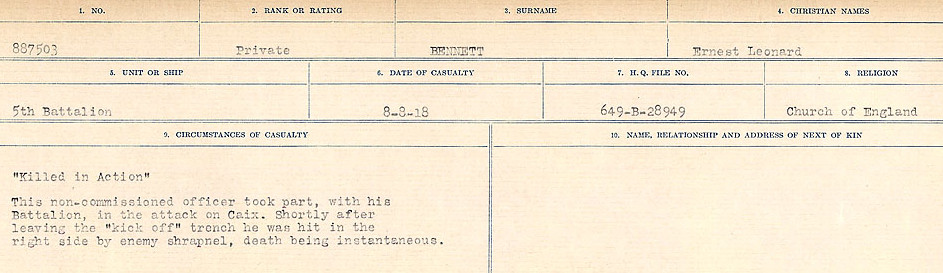 1. NO. 2. RANK OR RATING 3. SURNAME 4. CHRISTIAN NAMES
887503 Private BENNETT Ernest Leonard
5. UNIT OR SHIP 6. DATE OF CASUALTY 7. H. Q. FILE NO. 8. RELIGION
5th Battalion 8-8-18 649-B-28949 Church of England
9. CIRCUMSTANCES OF CASUALTY 10. NAME, RELATIONSHIP AND ADDRESS OF NEXT OF KIN
"Killed in Action"
This non-commissioned officer took part, with his
Battalion, in the attack on Caix. Shortly after
leaving the "kick off" trench he was hit in the
right side by enemy shrapnel, death being instantaneous.